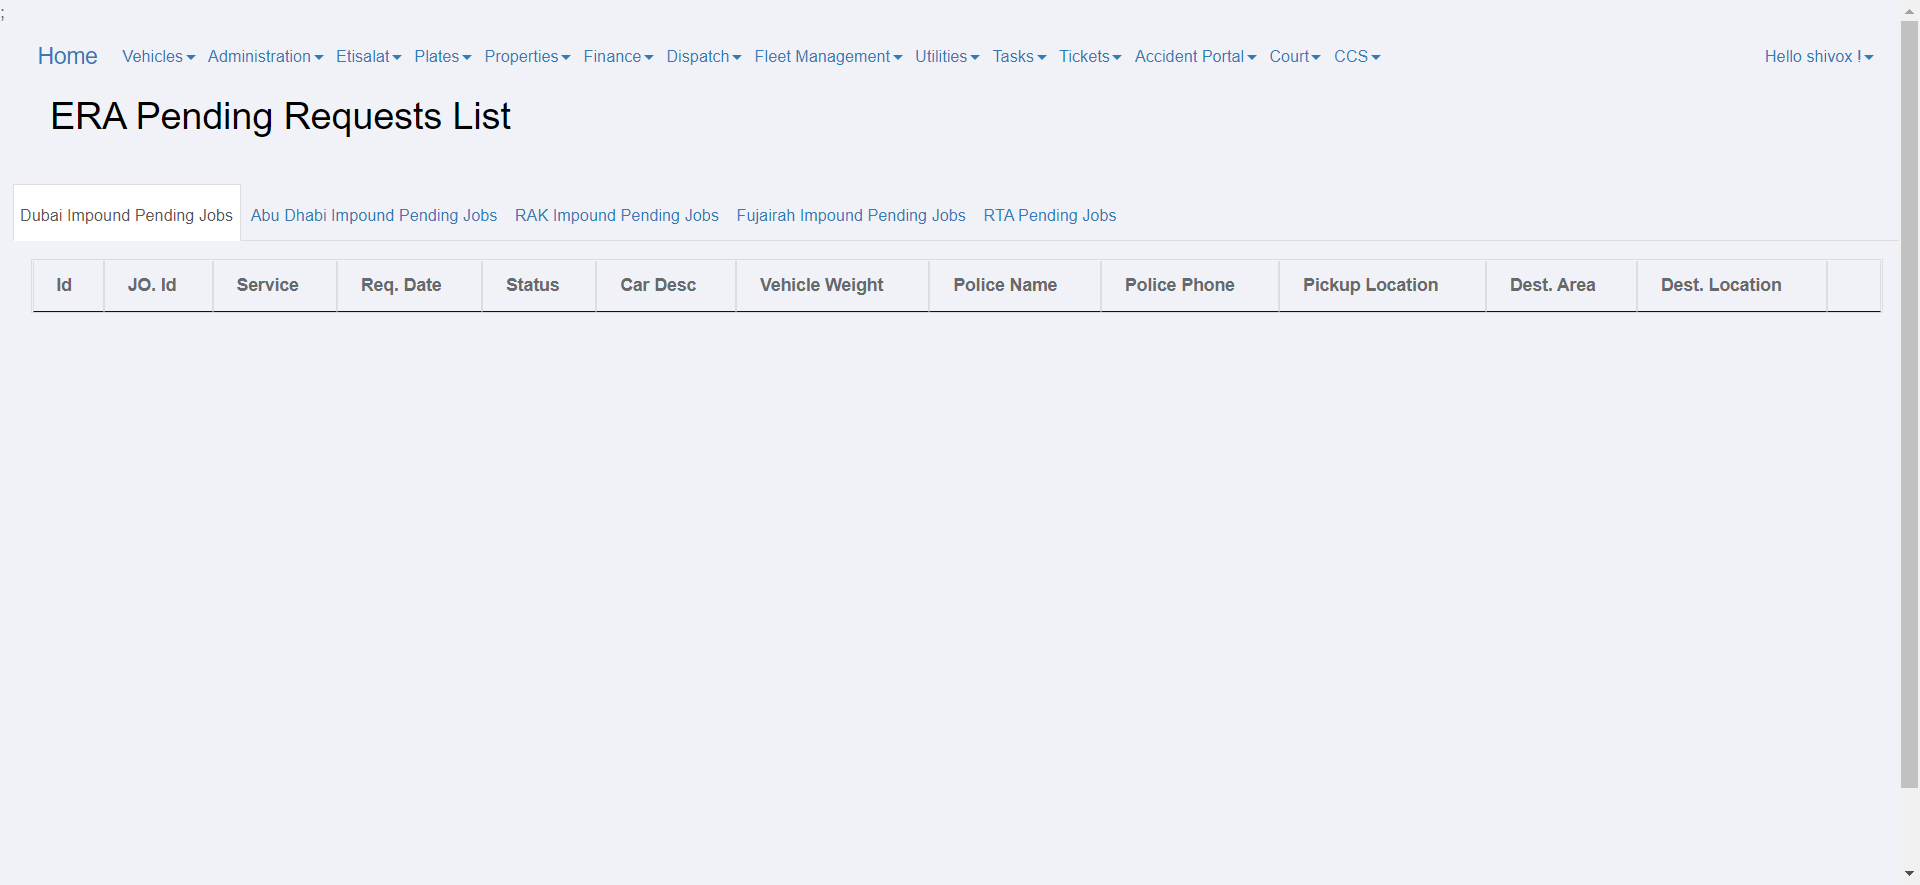 ;
Home Vehicles Administration Etisalat Plates Properties Finance Dispatch Fleet Management Utilities Tasks Tickets Accident Portal Court CCS Hello shivox !
ERA Pending Requests List
Dubai Impound Pending Jobs Abu Dhabi Impound Pending Jobs RAK Impound Pending Jobs Fujairah Impound Pending Jobs RTA Pending Jobs
Id JO. Id Service Req. Date Status Car Desc Vehicle Weight Police Name Police Phone Pickup Location Dest. Area Dest. Location